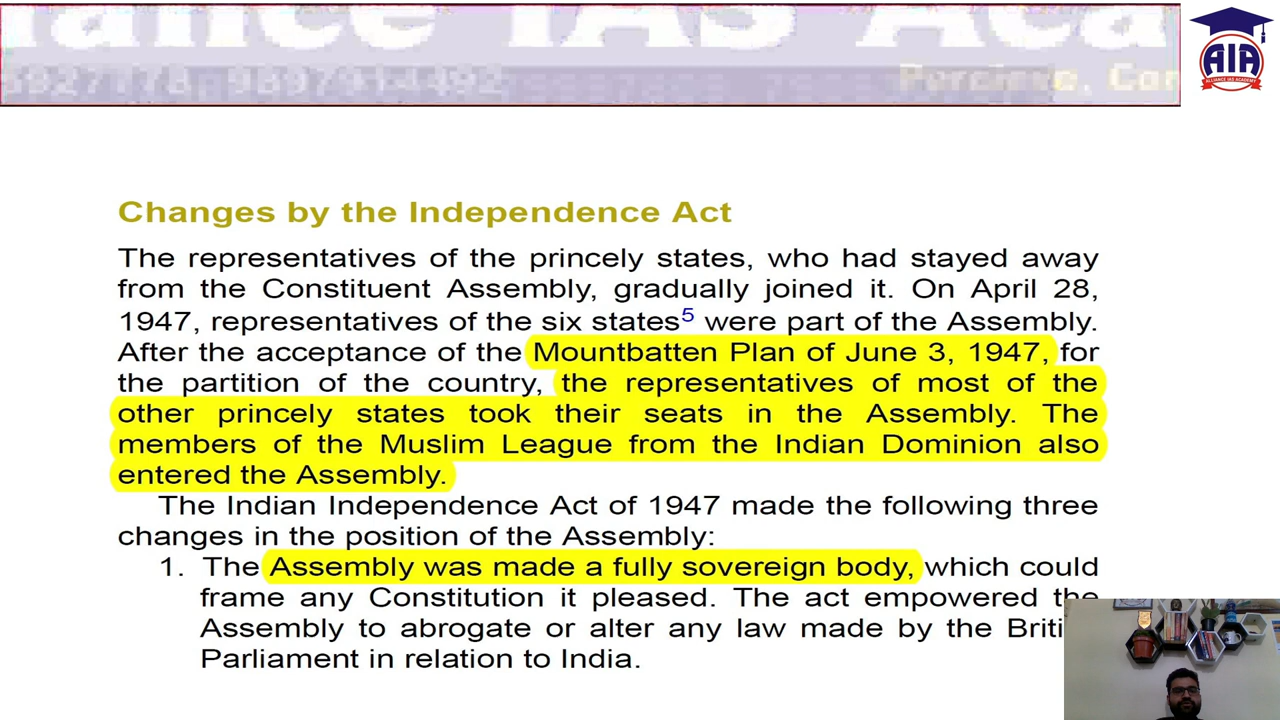 IAS Aca
9897914492
AIA
ALLIANCE IAS ACADEMY
Changes by the Independence Act
The representatives of the princely states, who had stayed away
from the Constituent Assembly, gradually joined it. On April 28,
1947, representatives of the six states5 were part of the Assembly.
After the acceptance of the Mountbatten Plan of June 3, 1947, for
the partition of the country, the representatives of most of the
other princely states took their seats in the Assembly. The
members of the Muslim League from the Indian Dominion also
entered the Assembly.
The Indian Independence Act of 1947 made the following three
changes in the position of the Assembly:
1. The Assembly was made a fully sovereign body, which could
frame any Constitution it pleased. The act empowered the
Assembly to abrogate or alter any law made by the Briti
Parliament in relation to India.